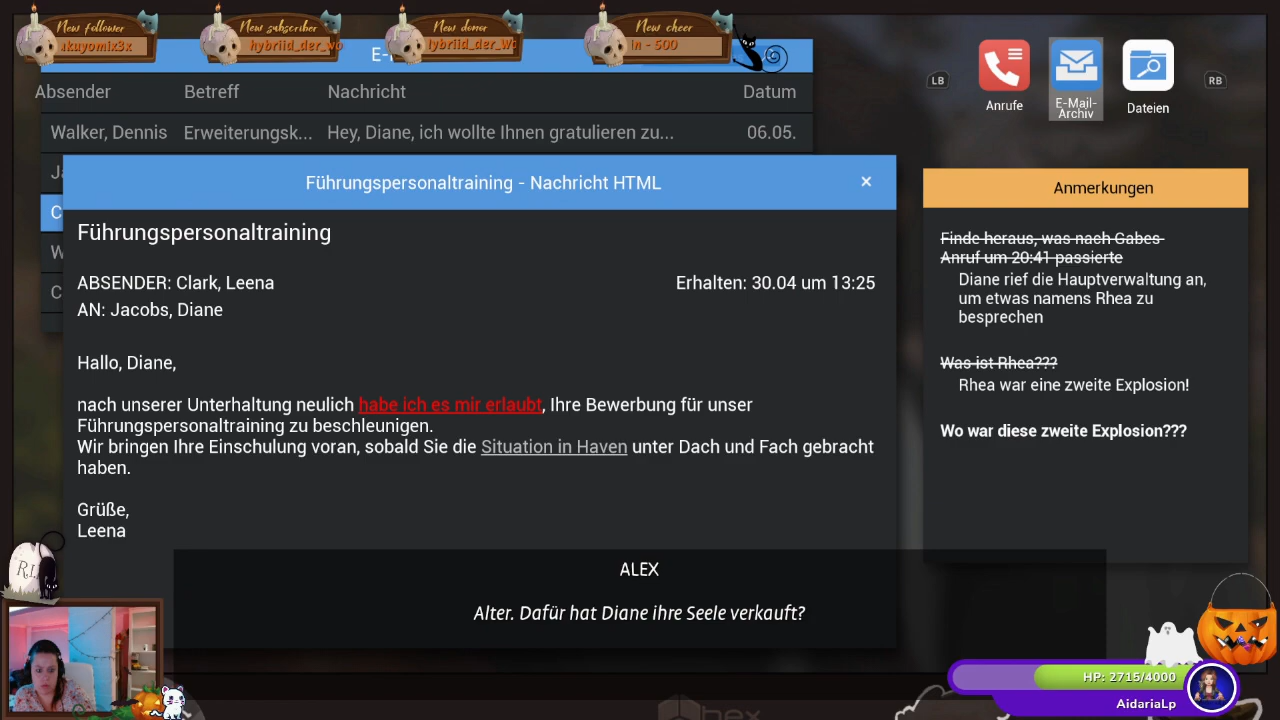 New follower
New subscriber
New donor
New cheer
hybriid_der_wo
- 500
E-
Absender Betreff Nachricht Datum
Walker, Dennis Erweiterungsk... Hey, Diane, ich wollte Ihnen gratulieren zu... 06.05.
LB
Anrufe
E-Mail-
Archiv
Dateien
RB
Führungspersonaltraining - Nachricht HTML ×
Führungspersonaltraining
ABSENDER: Clark, Leena Erhalten: 30.04 um 13:25
AN: Jacobs, Diane
Hallo, Diane,
nach unserer Unterhaltung neulich habe ich es mir erlaubt, Ihre Bewerbung für unser
Führungspersonaltraining zu beschleunigen.
Wir bringen Ihre Einschulung voran, sobald Sie die Situation in Haven unter Dach und Fach gebracht
haben.
Grüße,
Leena
Anmerkungen
Finde heraus, was nach Gabes
Anruf um 20:41 passierte
Diane rief die Hauptverwaltung an,
um etwas namens Rhea zu
besprechen
Was ist Rhea???
Rhea war eine zweite Explosion!
Wo war diese zweite Explosion???
ALEX
Alter. Dafür hat Diane ihre Seele verkauft?
R.I.P
HP: 2715/4000
AidariaLp